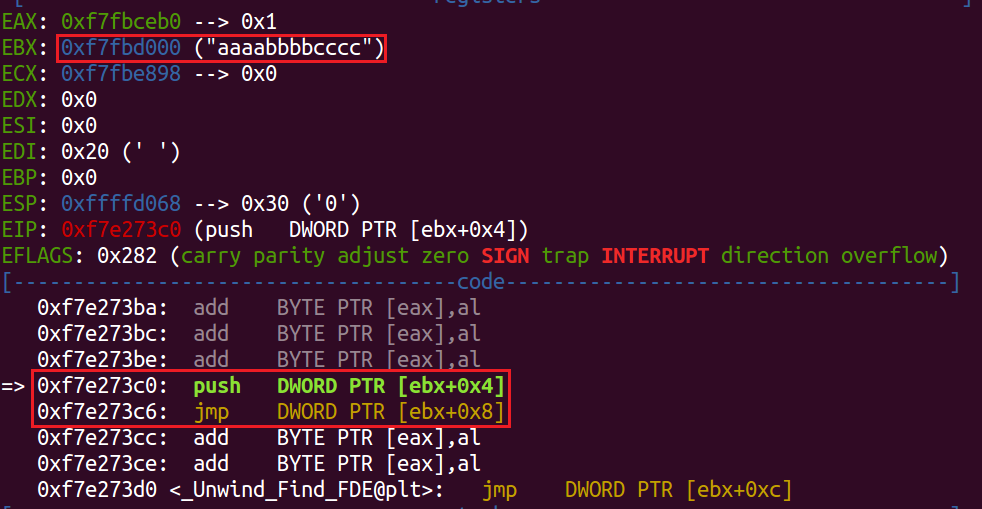 [----------------------------------registers-----------------------------------]
EAX: 0xf7fbceb0 --> 0x1
EBX: 0xf7fbd000 ("aaaabbbbcccc")
ECX: 0xf7fbe898 --> 0x0
EDX: 0x0
ESI: 0x0
EDI: 0x20 (' ')
EBP: 0x0
ESP: 0xffffd068 --> 0x30 ('0')
EIP: 0xf7e273c0 (push   DWORD PTR [ebx+0x4])
EFLAGS: 0x282 (carry parity adjust zero SIGN trap INTERRUPT direction overflow)
[-------------------------------------code-------------------------------------]
0xf7e273ba:  add    BYTE PTR [eax],al
0xf7e273bc:  add    BYTE PTR [eax],al
0xf7e273be:  add    BYTE PTR [eax],al
=> 0xf7e273c0:  push   DWORD PTR [ebx+0x4]
0xf7e273c6:  jmp    DWORD PTR [ebx+0x8]
0xf7e273cc:  add    BYTE PTR [eax],al
0xf7e273ce:  add    BYTE PTR [eax],al
0xf7e273d0 <_Unwind_Find_FDE@plt>:   jmp    DWORD PTR [ebx+0xc]